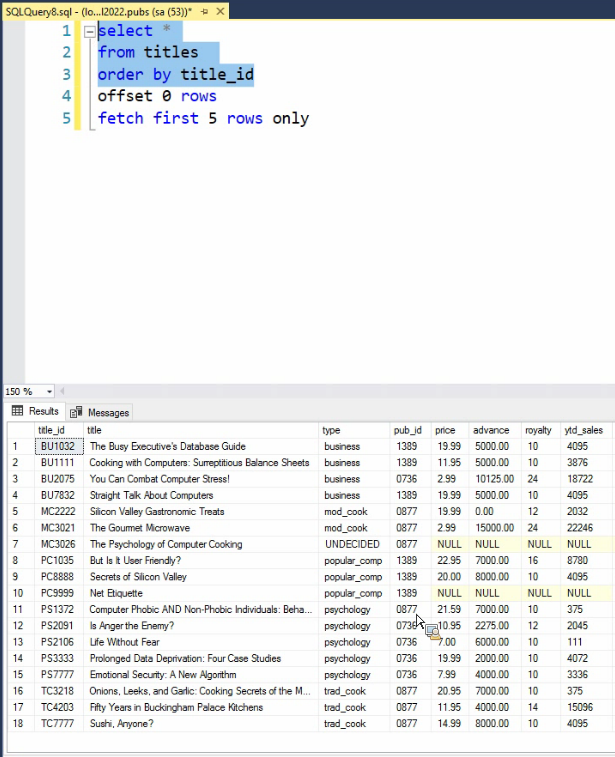 SQLQuery8.sql - (lo...l2022.pubs (sa (53))*
1 select *
2 from titles
3 order by title_id
4 offset 0 rows
5 fetch first 5 rows only
150 %
Results Messages
title_id title type pub_id price advance royalty ytd_sales
1 BU1032 The Busy Executive's Database Guide business 1389 19.99 5000.00 10 4095
2 BU1111 Cooking with Computers: Surreptitious Balance Sheets business 1389 11.95 5000.00 10 3876
3 BU2075 You Can Combat Computer Stress! business 0736 2.99 10125.00 24 18722
4 BU7832 Straight Talk About Computers business 1389 19.99 5000.00 10 4095
5 MC2222 Silicon Valley Gastronomic Treats mod_cook 0877 19.99 0.00 12 2032
6 MC3021 The Gourmet Microwave mod_cook 0877 2.99 15000.00 24 22246
7 MC3026 The Psychology of Computer Cooking UNDECIDED 0877 NULL NULL NULL NULL
8 PC1035 But Is It User Friendly? popular_comp 1389 22.95 7000.00 16 8780
9 PC8888 Secrets of Silicon Valley popular_comp 1389 20.00 8000.00 10 4095
10 PC9999 Net Etiquette popular_comp 1389 NULL NULL NULL NULL
11 PS1372 Computer Phobic AND Non-Phobic Individuals: Beha... psychology 0877 21.59 7000.00 10 375
12 PS2091 Is Anger the Enemy? psychology 0736 10.95 2275.00 12 2045
13 PS2106 Life Without Fear psychology 0736 7.00 6000.00 10 111
14 PS3333 Prolonged Data Deprivation: Four Case Studies psychology 0736 19.99 2000.00 10 4072
15 PS7777 Emotional Security: A New Algorithm psychology 0736 7.99 4000.00 10 3336
16 TC3218 Onions, Leeks, and Garlic: Cooking Secrets of the M... trad_cook 0877 20.95 7000.00 10 375
17 TC4203 Fifty Years in Buckingham Palace Kitchens trad_cook 0877 11.95 4000.00 14 15096
18 TC7777 Sushi, Anyone? trad_cook 0877 14.99 8000.00 10 4095